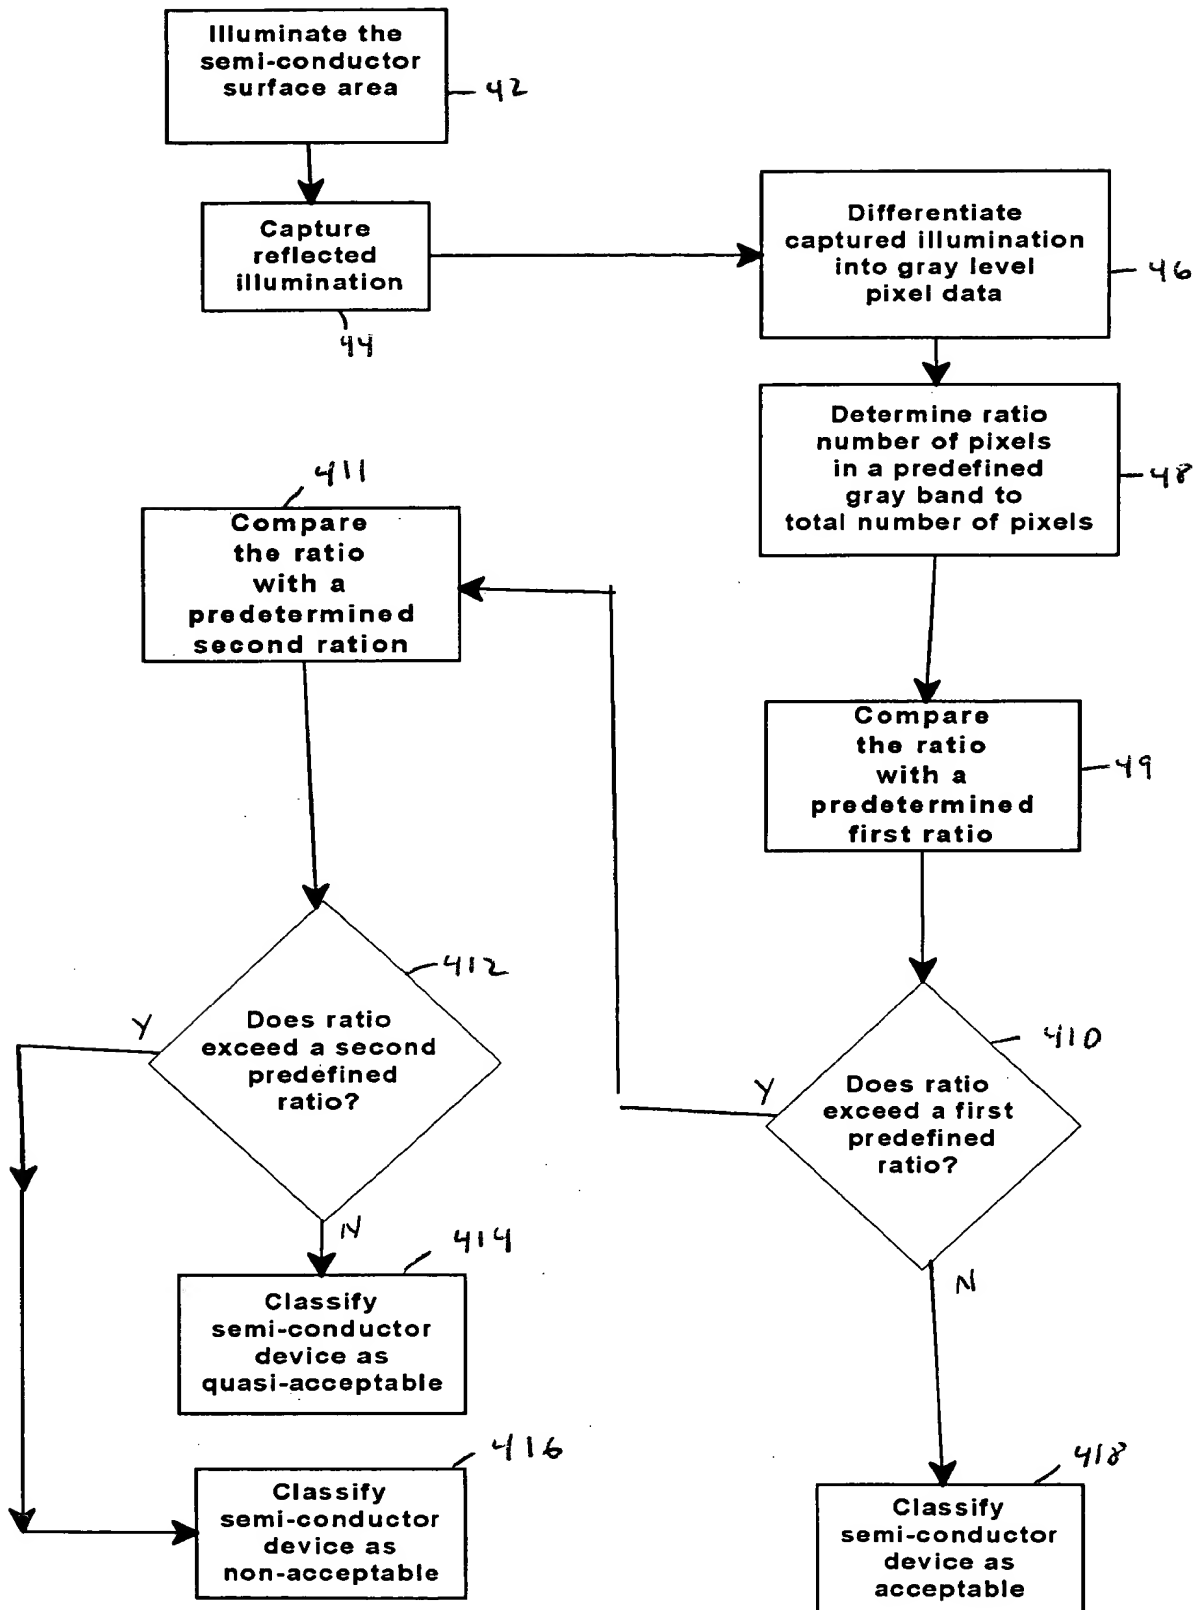 Illuminate the
semi-conductor
surface area
42
Capture
reflected
illumination
44
Differentiate
captured illumination
into gray level
pixel data
46
Determine ratio
number of pixels
in a predefined
gray band to
total number of pixels
48
Compare
the ratio
with a
predetermined
first ratio
49
Does ratio
exceed a first
predefined
ratio?
410
Y
N
411
Compare
the ratio
with a
predetermined
second ration
Does ratio
exceed a second
predefined
ratio?
412
Y
N
414
Classify
semi-conductor
device as
quasi-acceptable
416
Classify
semi-conductor
device as
non-acceptable
418
Classify
semi-conductor
device as
acceptable